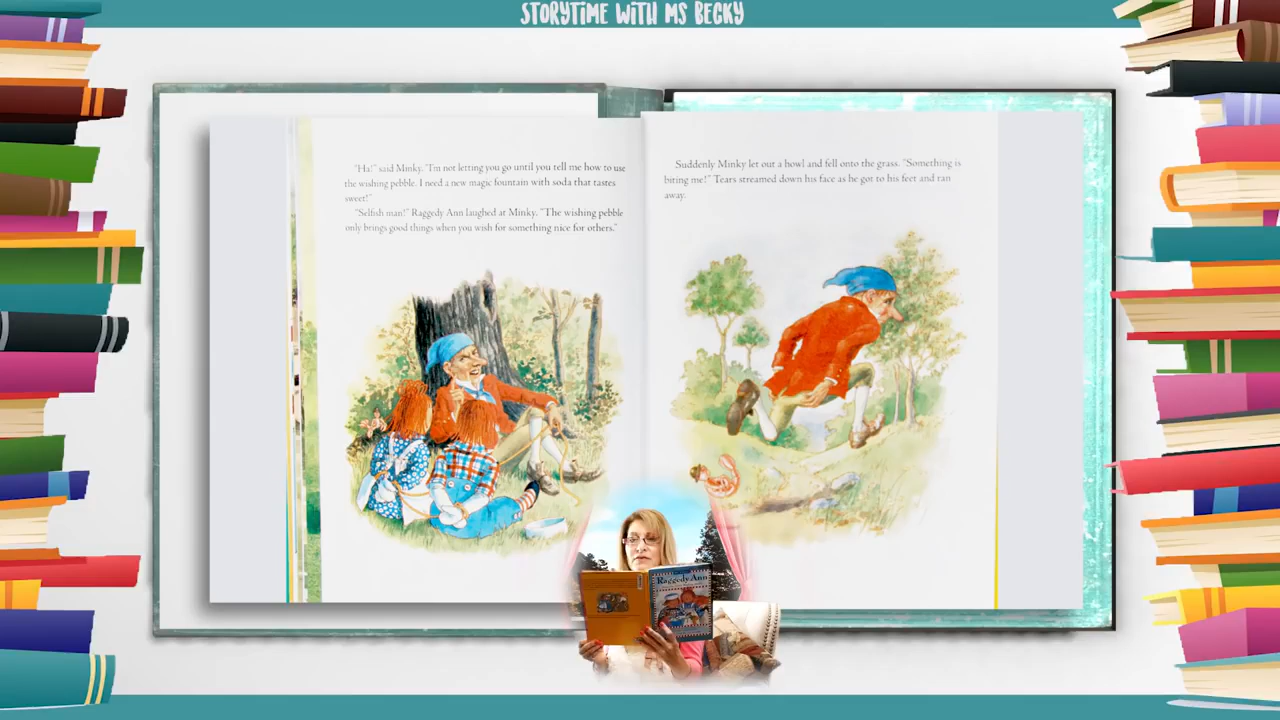 STORYTIME WITH MS BECKY
"Ha!" said Minky. "I'm not letting you go until you tell me how to use
the wishing pebble. I need a new magic fountain with soda that tastes
sweet!"
"Selfish man!" Raggedy Ann laughed at Minky. "The wishing pebble
only brings good things when you wish for something nice for others."
Suddenly Minky let out a howl and fell onto the grass. "Something is
biting me!" Tears streamed down his face as he got to his feet and ran
away.
Raggedy Ann